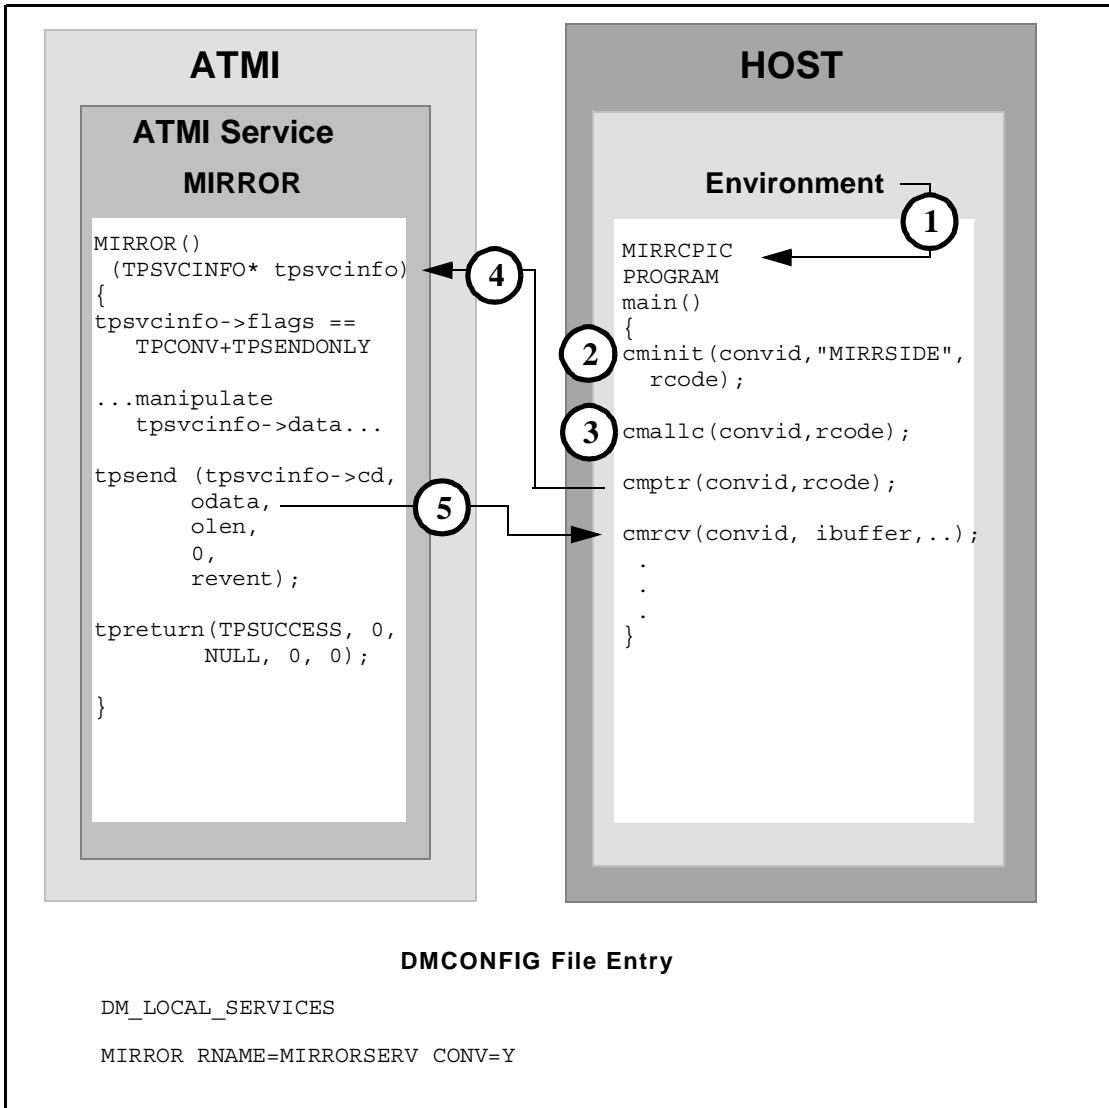 ATMI
ATMI Service
MIRROR
MIRROR()
(TPSVCINFO* tpsvcinfo)
{
tpsvcinfo->flags ==
TPCONV+TPSENDONLY
...manipulate
tpsvcinfo->data...
tpsend (tpsvcinfo->cd,
odata,
olen,
0,
revent);
tpreturn(TPSUCCESS, 0,
NULL, 0, 0);
}
4
5
HOST
Environment
1
MIRRCPIC
PROGRAM
main()
{
2
cminit(convid,"MIRRSIDE",
rcode);
3
cmallc(convid,rcode);
cmptr(convid,rcode);
cmrcv(convid, ibuffer,..);
.
.
.
}
DMCONFIG File Entry
DM_LOCAL_SERVICES
MIRROR RNAME=MIRRORSERV CONV=Y